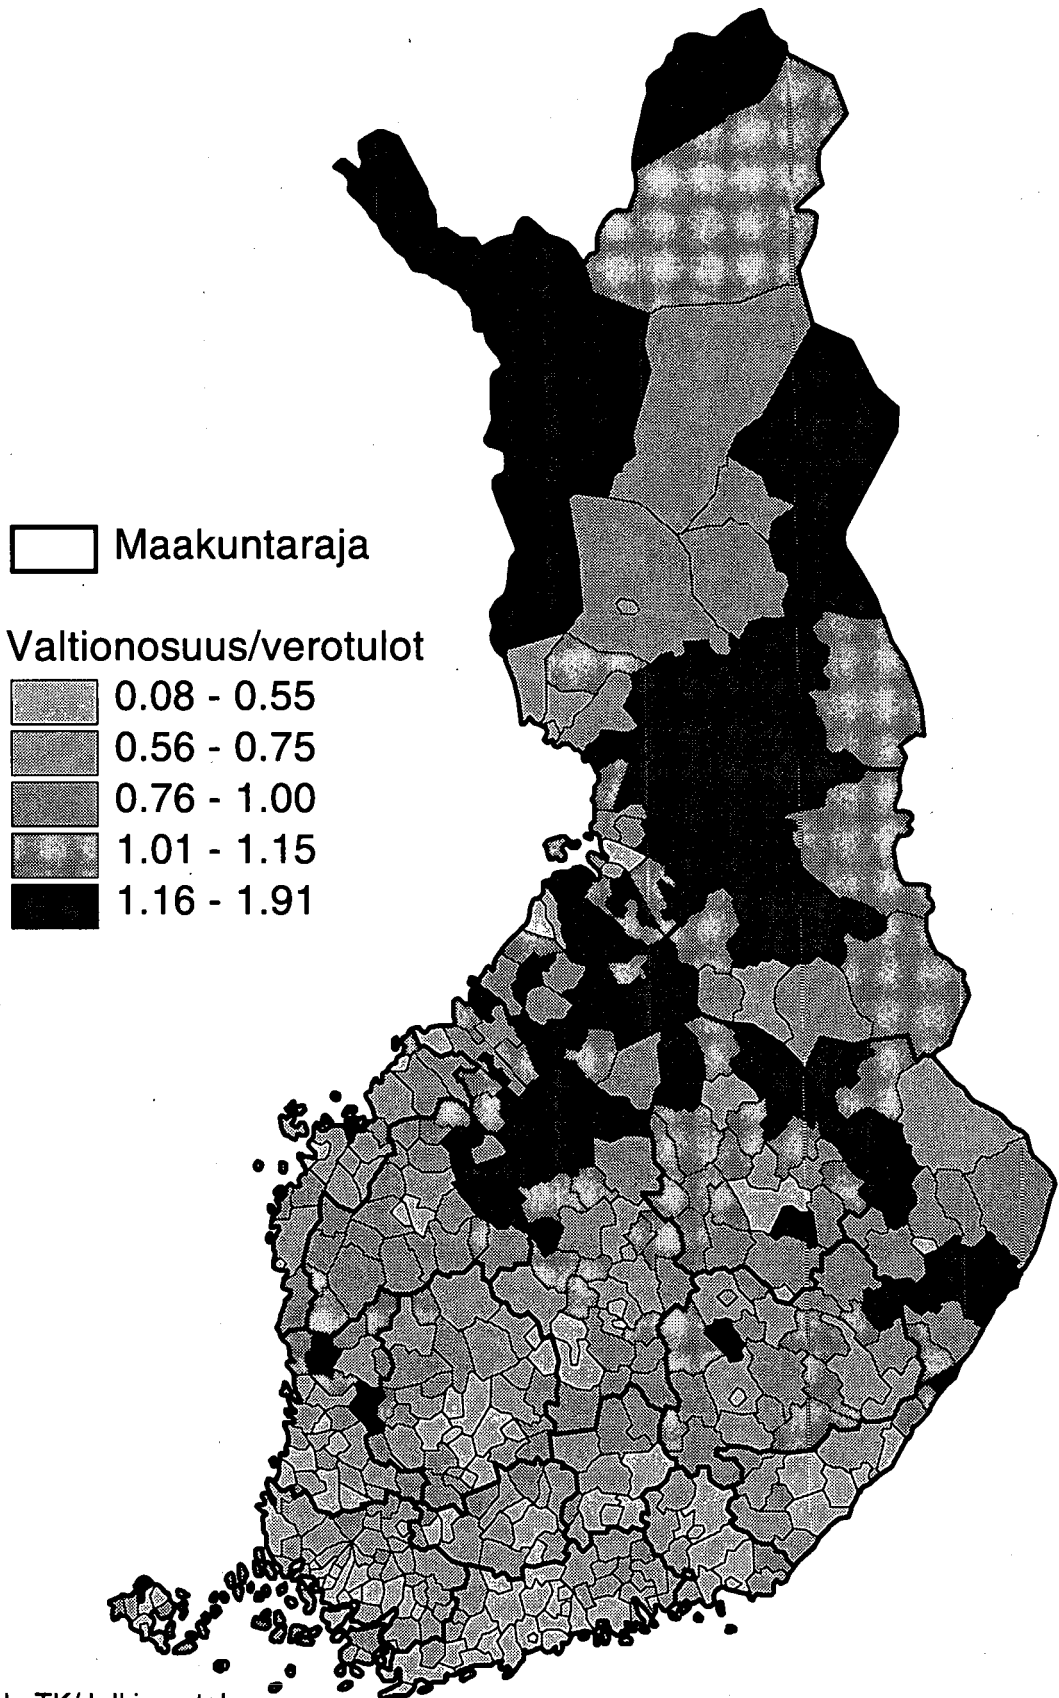 Maakuntaraja
Valtionosuus/verotulot
0.08 - 0.55
0.56 - 0.75
0.76 - 1.00
1.01 - 1.15
1.16 - 1.91